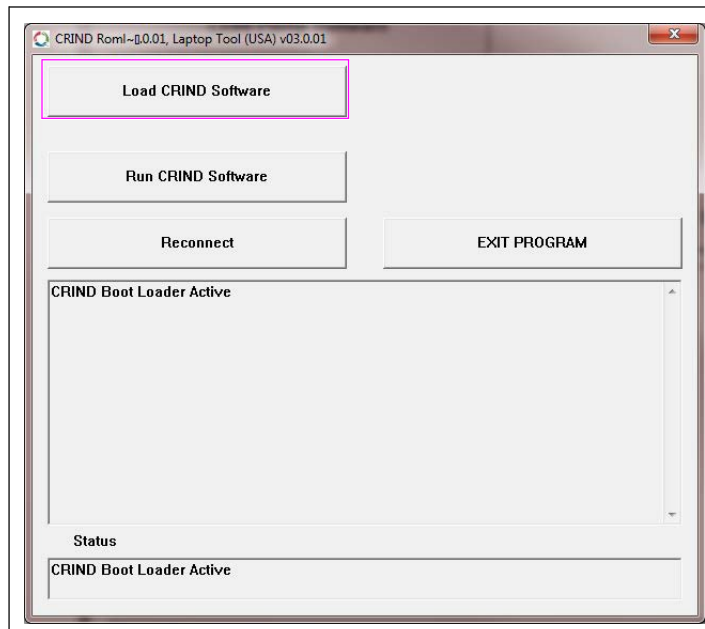 CRIND Roml~▯.0.01, Laptop Tool (USA) v03.0.01
Load CRIND Software
Run CRIND Software
Reconnect
EXIT PROGRAM
CRIND Boot Loader Active
Status
CRIND Boot Loader Active